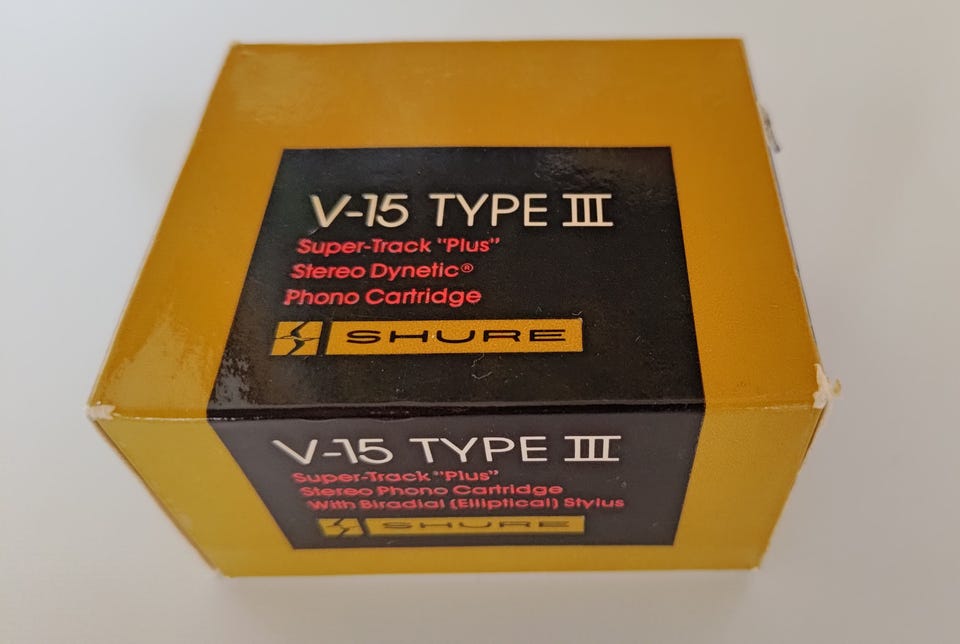 V-15 TYPE III
Super-Track "Plus"
Stereo Dynetic®
Phono Cartridge
SHURE
V-15 TYPE III
Super-Track "Plus"
Stereo Phono Cartridge
With Biradial (Elliptical) Stylus
SHURE